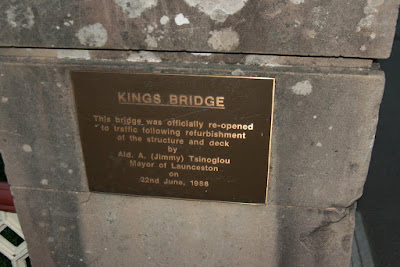 KINGS BRIDGE
This bridge was officially re-opened
to traffic following refurbishment
of the structure and deck
by
Ald. A. (Jimmy) Tsinoglou
Mayor of Launceston
on
22nd June, 1988